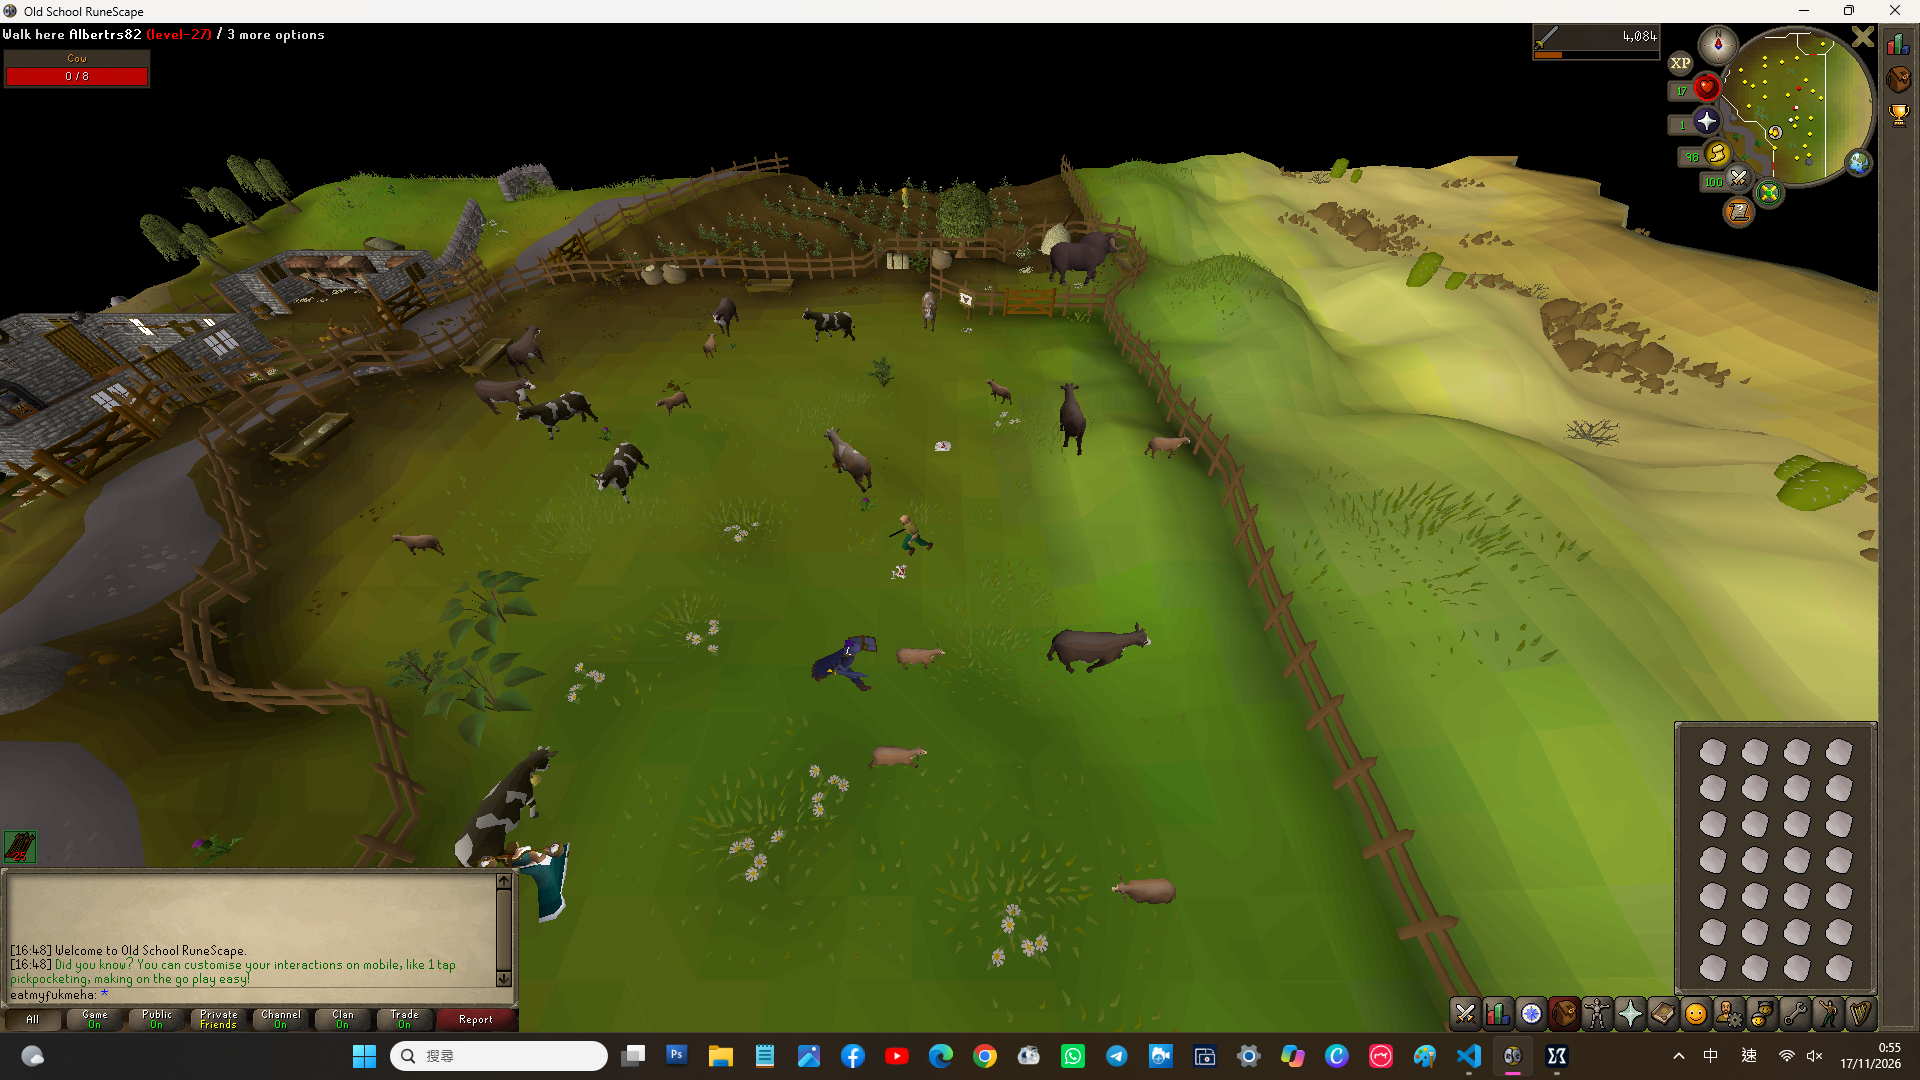 Old School RuneScape
Walk here Albertrs82 (level-27) / 3 more options
Cow
0 / 8
4,084
N
XP
17
1
98
100
[16:48] Welcome to Old School RuneScape.
[16:48] Did you know? You can customise your interactions on mobile, like 1 tap
pickpocketing, making on the go play easy!
eatmyfukmeha: *
All
Game
On
Public
On
Private
Friends
Channel
On
Clan
On
Trade
On
Report
搜尋
Ps
中
速
0:55
17/11/2026